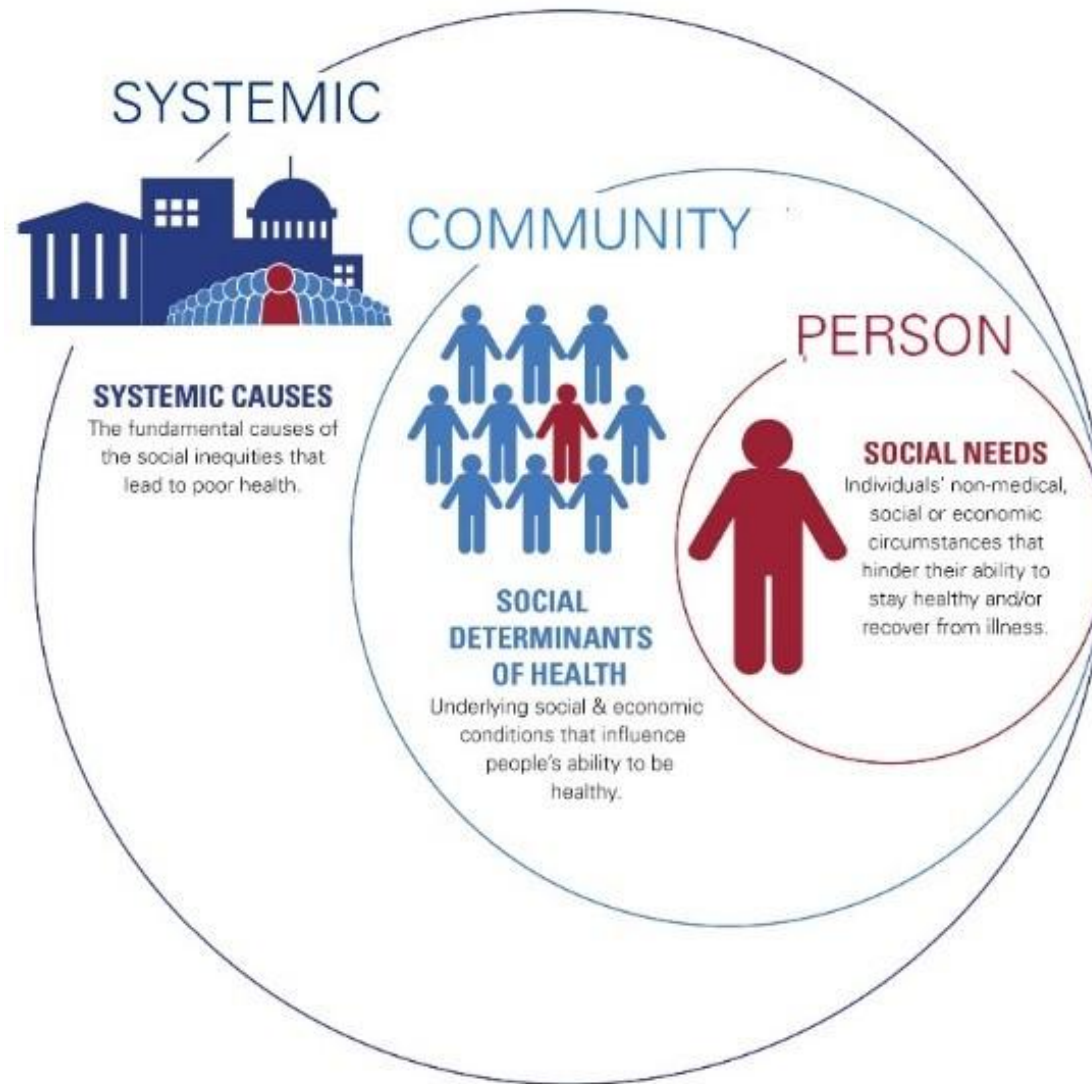 SYSTEMIC
SYSTEMIC CAUSES
The fundamental causes of
the social inequities that
lead to poor health.
COMMUNITY
SOCIAL
DETERMINANTS
OF HEALTH
Underlying social & economic
conditions that influence
people's ability to be
healthy.
PERSON
SOCIAL NEEDS
Individuals' non-medical,
social or economic
circumstances that
hinder their ability to
stay healthy and/or
recover from illness.